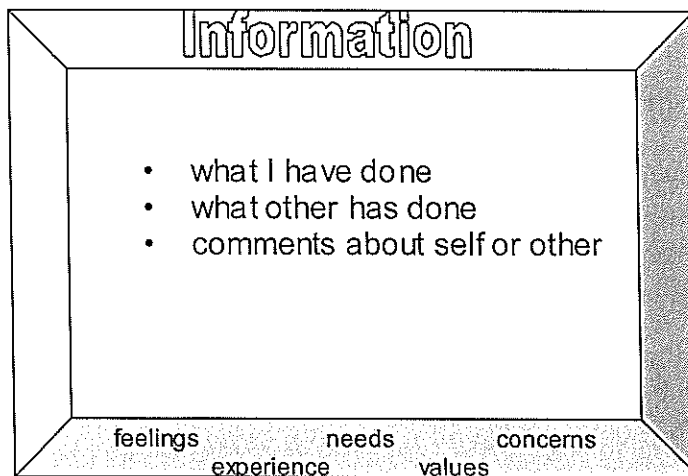 Information
• what I have done
• what other has done
• comments about self or other
feelings needs concerns
experience values